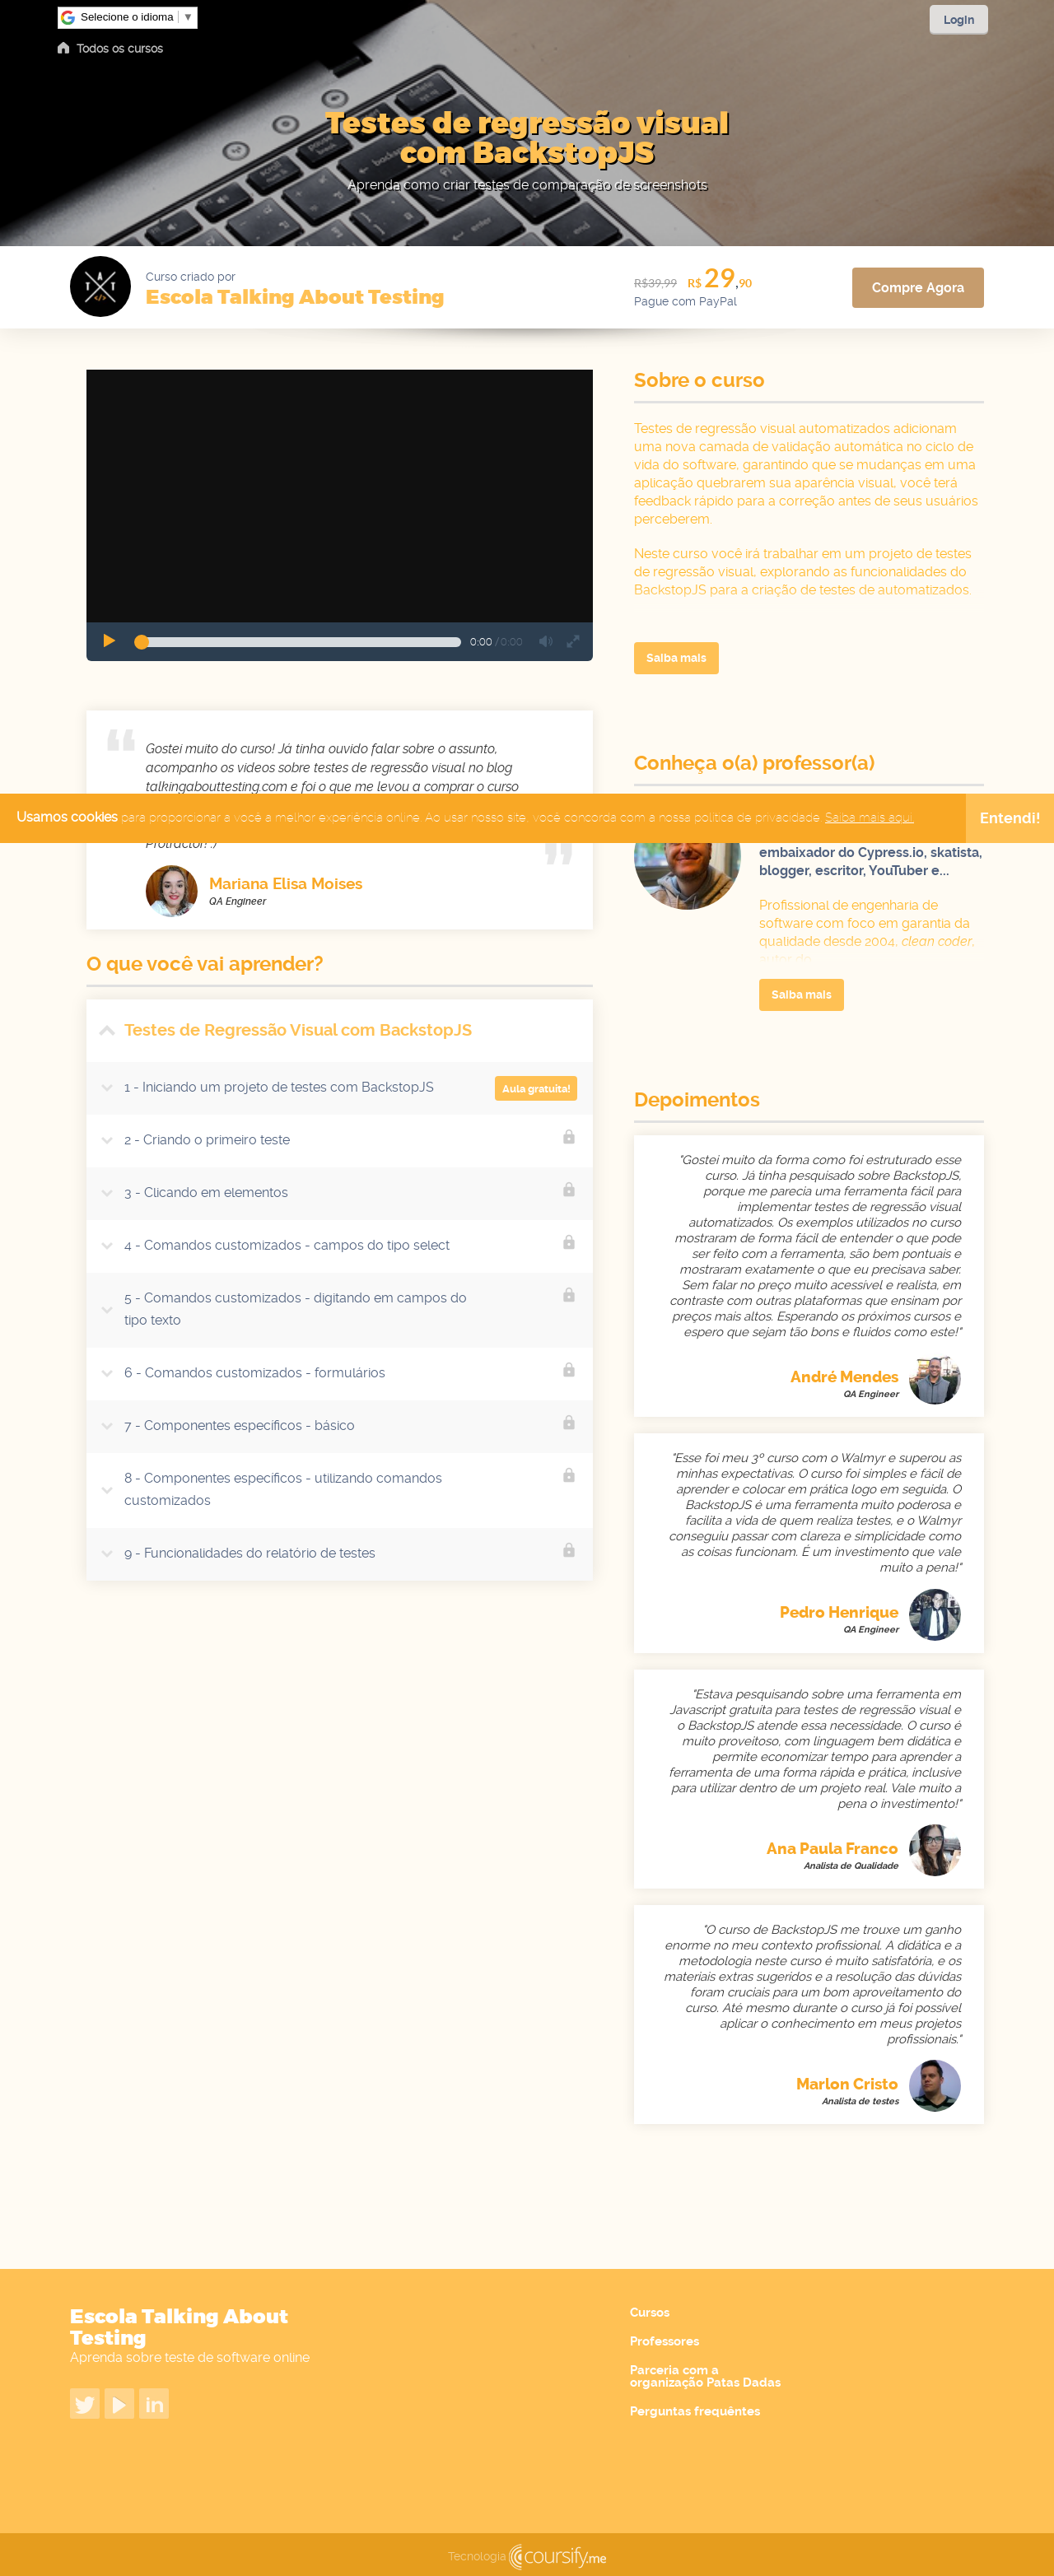 Selecione o idioma ▼
Login
Todos os cursos
Testes de regressão visual
com BackstopJS
Aprenda como criar testes de comparação de screenshots
TAT
Curso criado por
Escola Talking About Testing
R$39,99 R$ 29,90
Pague com PayPal
Compre Agora
0:00 / 0:00
Gostei muito do curso! Já tinha ouvido falar sobre o assunto,
acompanho os videos sobre testes de regressão visual no blog
talkingabouttesting.com e foi o que me levou a comprar o curso
Protractor! :)
Mariana Elisa Moises
QA Engineer
O que você vai aprender?
Testes de Regressão Visual com BackstopJS
1 - Iniciando um projeto de testes com BackstopJS
Aula gratuita!
2 - Criando o primeiro teste
3 - Clicando em elementos
4 - Comandos customizados - campos do tipo select
5 - Comandos customizados - digitando em campos do
tipo texto
6 - Comandos customizados - formulários
7 - Componentes específicos - básico
8 - Componentes específicos - utilizando comandos
customizados
9 - Funcionalidades do relatório de testes
Sobre o curso
Testes de regressão visual automatizados adicionam
uma nova camada de validação automática no ciclo de
vida do software, garantindo que se mudanças em uma
aplicação quebrarem sua aparência visual, você terá
feedback rápido para a correção antes de seus usuários
perceberem.
Neste curso você irá trabalhar em um projeto de testes
de regressão visual, explorando as funcionalidades do
BackstopJS para a criação de testes de automatizados.
Saiba mais
Conheça o(a) professor(a)
Usamos cookies para proporcionar a você a melhor experiência online. Ao usar nosso site, você concorda com a nossa política de privacidade. Saiba mais aqui.
Entendi!
embaixador do Cypress.io, skatista,
blogger, escritor, YouTuber e...
Profissional de engenharia de
software com foco em garantia da
qualidade desde 2004, clean coder,
Saiba mais
Depoimentos
"Gostei muito da forma como foi estruturado esse
curso. Já tinha pesquisado sobre BackstopJS,
porque me parecia uma ferramenta fácil para
implementar testes de regressão visual
automatizados. Os exemplos utilizados no curso
mostraram de forma fácil de entender o que pode
ser feito com a ferramenta, são bem pontuais e
mostraram exatamente o que eu precisava saber.
Sem falar no preço muito acessível e realista, em
contraste com outras plataformas que ensinam por
preços mais altos. Esperando os próximos cursos e
espero que sejam tão bons e fluidos como este!"
André Mendes
QA Engineer
"Esse foi meu 3º curso com o Walmyr e superou as
minhas expectativas. O curso foi simples e fácil de
aprender e colocar em prática logo em seguida. O
BackstopJS é uma ferramenta muito poderosa e
facilita a vida de quem realiza testes, e o Walmyr
conseguiu passar com clareza e simplicidade como
as coisas funcionam. É um investimento que vale
muito a pena!"
Pedro Henrique
QA Engineer
"Estava pesquisando sobre uma ferramenta em
Javascript gratuíta para testes de regressão visual e
o BackstopJS atende essa necessidade. O curso é
muito proveitoso, com linguagem bem didática e
permite economizar tempo para aprender a
ferramenta de uma forma rápida e prática, inclusive
para utilizar dentro de um projeto real. Vale muito a
pena o investimento!"
Ana Paula Franco
Analista de Qualidade
"O curso de BackstopJS me trouxe um ganho
enorme no meu contexto profissional. A didática e a
metodologia neste curso é muito satisfatória, e os
materiais extras sugeridos e a resolução das dúvidas
foram cruciais para um bom aproveitamento do
curso. Até mesmo durante o curso já foi possível
aplicar o conhecimento em meus projetos
profissionais."
Marlon Cristo
Analista de testes
Escola Talking About
Testing
Aprenda sobre teste de software online
in
Cursos
Professores
Parceria com a
organização Patas Dadas
Perguntas frequêntes
Tecnologia coursify.me